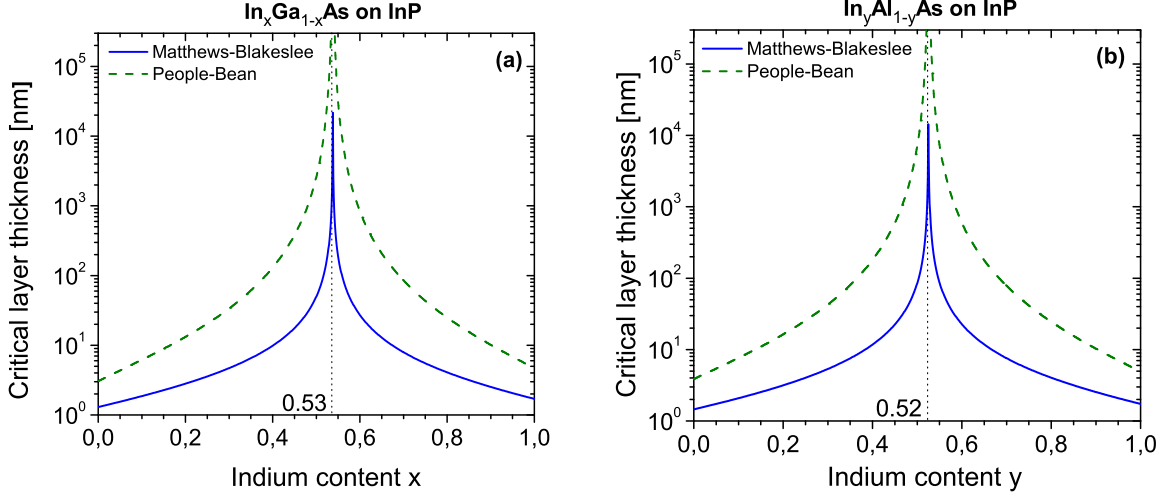 InxGa1-xAs on InP
Critical layer thickness [nm]
Matthews-Blakeslee
People-Bean
(a)
10^5
10^4
10^3
10^2
10^1
10^0
0.53
0,0 0,2 0,4 0,6 0,8 1,0
Indium content x
InyAl1-yAs on InP
Critical layer thickness [nm]
Matthews-Blakeslee
People-Bean
(b)
10^5
10^4
10^3
10^2
10^1
10^0
0.52
0,0 0,2 0,4 0,6 0,8 1,0
Indium content y